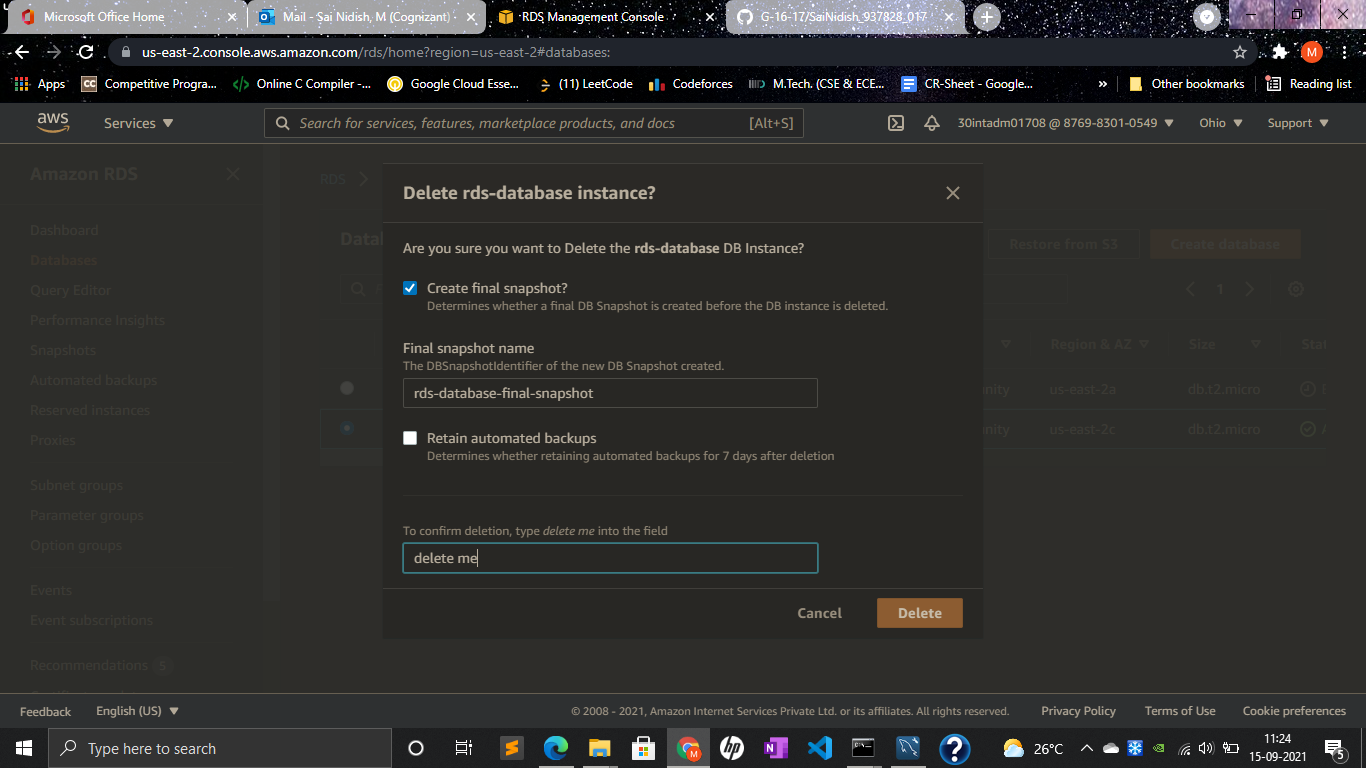 Microsoft Office Home
Mail - Sai Nidish, M (Cognizant) -
RDS Management Console
G-16-17/SaiNidish_937828_017
us-east-2.console.aws.amazon.com/rds/home?region=us-east-2#databases:
M
Apps
CC
Competitive Progra...
Online C Compiler -...
Google Cloud Esse...
(11) LeetCode
Codeforces
M.Tech. (CSE & ECE...
CR-Sheet - Google...
»
Other bookmarks
Reading list
aws
Services
Search for services, features, marketplace products, and docs
[Alt+S]
30intadm01708 @ 8769-8301-0549
Ohio
Support
Amazon RDS
RDS
Dashboard
Databases
Query Editor
Performance Insights
Snapshots
Automated backups
Reserved instances
Proxies
Subnet groups
Parameter groups
Option groups
Events
Event subscriptions
Recommendations 5
Restore from S3
Create database
1
Region & AZ
Size
us-east-2a
db.t2.micro
us-east-2c
db.t2.micro
Delete rds-database instance?
Are you sure you want to Delete the rds-database DB Instance?
Create final snapshot?
Determines whether a final DB Snapshot is created before the DB instance is deleted.
Final snapshot name
The DBSnapshotIdentifier of the new DB Snapshot created.
rds-database-final-snapshot
Retain automated backups
Determines whether retaining automated backups for 7 days after deletion
To confirm deletion, type delete me into the field
delete me
Cancel
Delete
Feedback
English (US)
© 2008 - 2021, Amazon Internet Services Private Ltd. or its affiliates. All rights reserved.
Privacy Policy
Terms of Use
Cookie preferences
Type here to search
26°C
11:24
15-09-2021
5